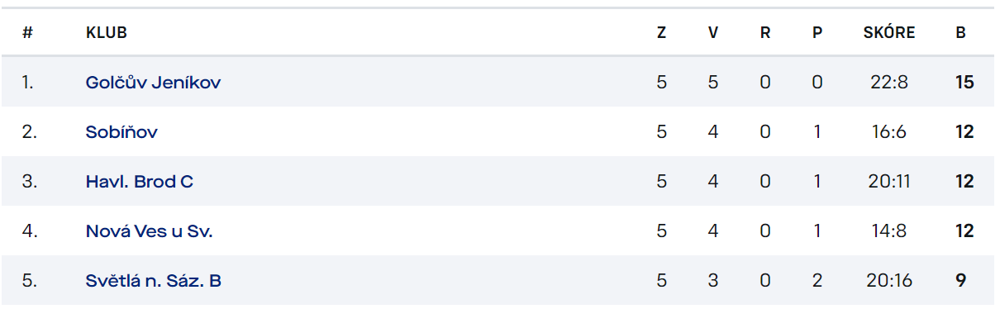 # KLUB Z V R P SKÓRE B
1. Golčův Jeníkov 5 5 0 0 22:8 15
2. Sobíňov 5 4 0 1 16:6 12
3. Havl. Brod C 5 4 0 1 20:11 12
4. Nová Ves u Sv. 5 4 0 1 14:8 12
5. Světlá n. Sáz. B 5 3 0 2 20:16 9